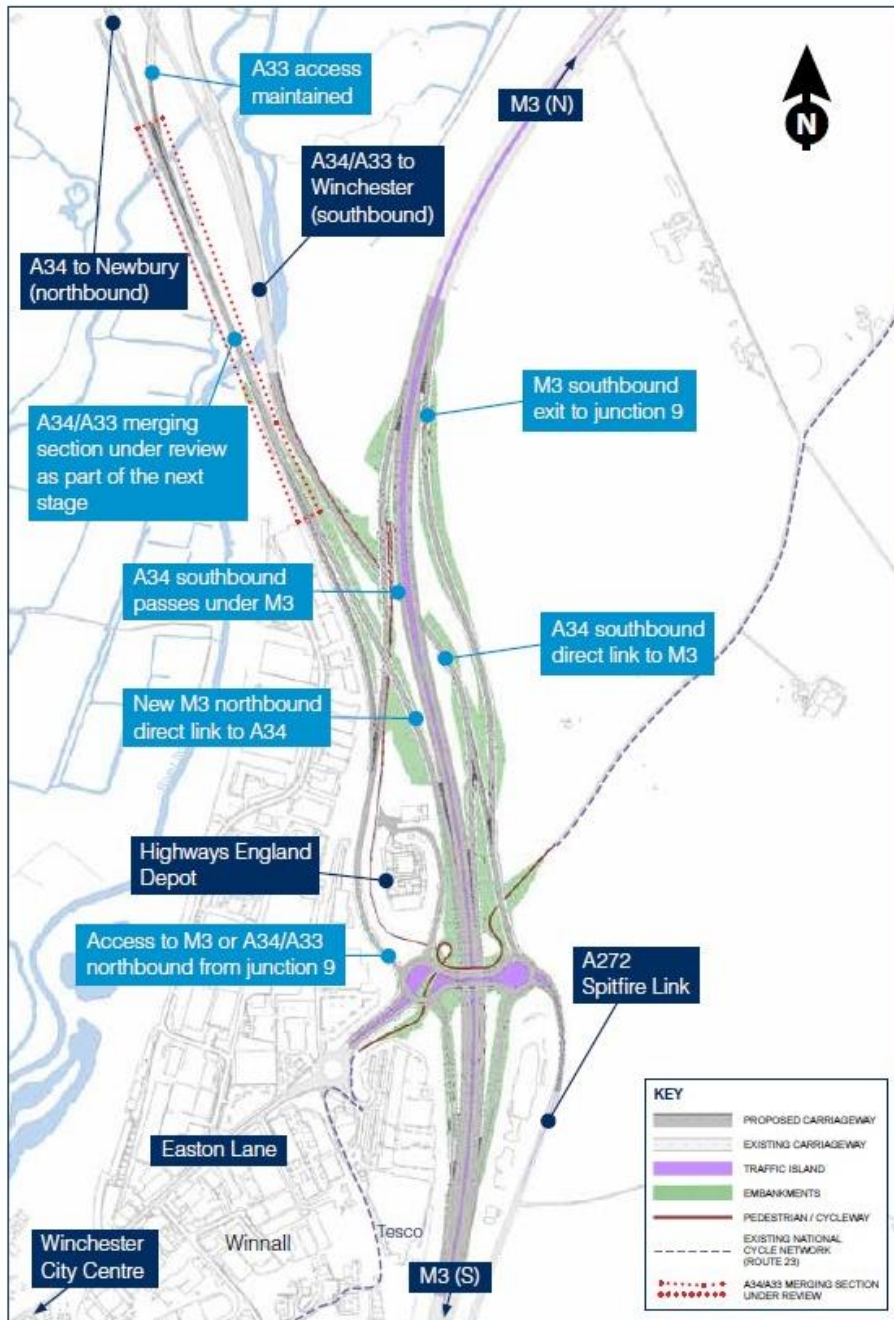 A33 access
maintained
M3 (N)
N
A34/A33 to
Winchester
(southbound)
A34 to Newbury
(northbound)
M3 southbound
exit to junction 9
A34/A33 merging
section under review
as part of the next
stage
A34 southbound
passes under M3
A34 southbound
direct link to M3
New M3 northbound
direct link to A34
Highways England
Depot
Access to M3 or A34/A33
northbound from junction 9
A272
Spitfire Link
Easton Lane
Winnall
Tesco
Winchester
City Centre
M3 (S)
KEY
PROPOSED CARRIAGEWAY
EXISTING CARRIAGEWAY
TRAFFIC ISLAND
EMBANKMENTS
PEDESTRIAN / CYCLEWAY
EXISTING NATIONAL
CYCLE NETWORK
(ROUTE 23)
A34/A33 MERGING SECTION
UNDER REVIEW